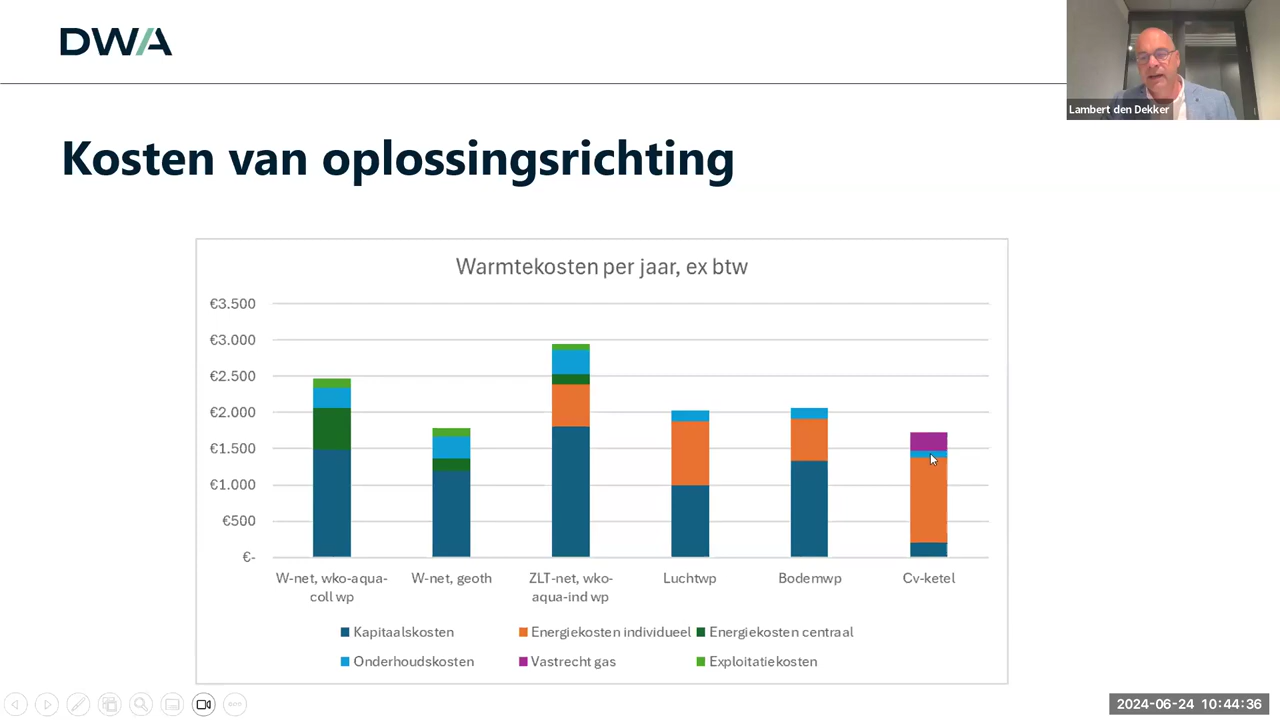 DWA
Lambert den Dekker
Kosten van oplossingsrichting
Warmtekosten per jaar, ex btw
€3.500
€3.000
€2.500
€2.000
€1.500
€1.000
€500
€-
W-net, wko-aqua-
coll wp
W-net, geoth
ZLT-net, wko-
aqua-ind wp
Luchtwp
Bodemwp
Cv-ketel
Kapitaalskosten
Energiekosten individueel
Energiekosten centraal
Onderhoudskosten
Vastrecht gas
Exploitatiekosten
2024-06-24 10:44:36